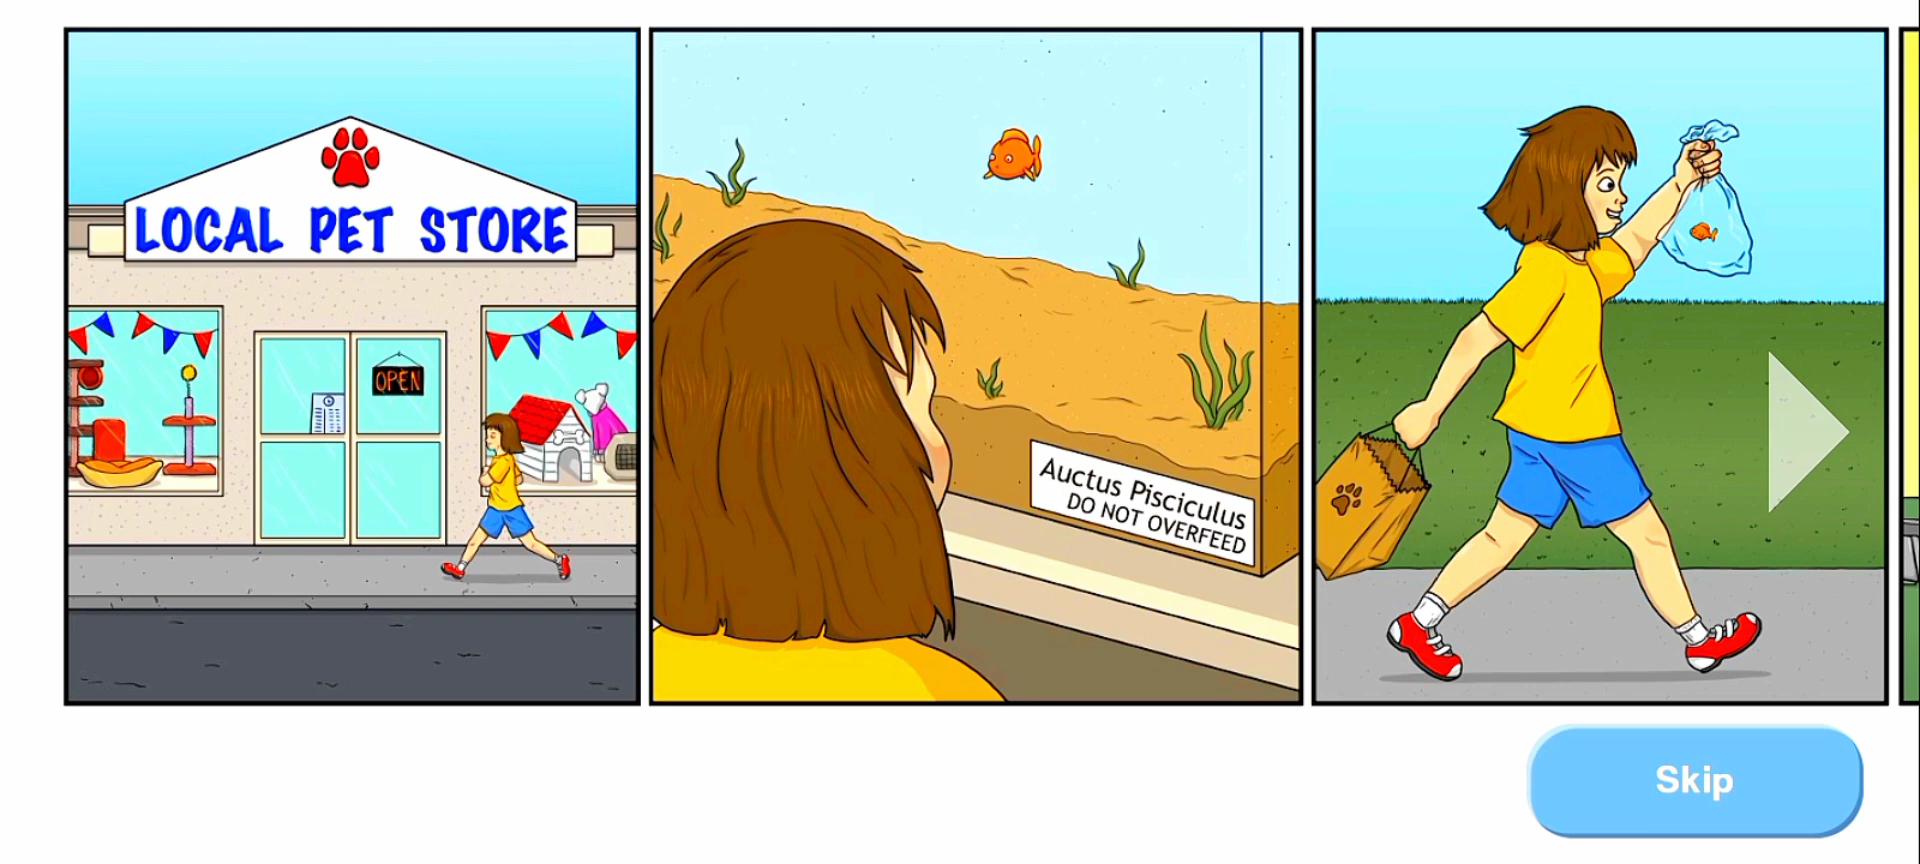 LOCAL PET STORE
OPEN
Auctus Pisciculus
DO NOT OVERFEED
Skip